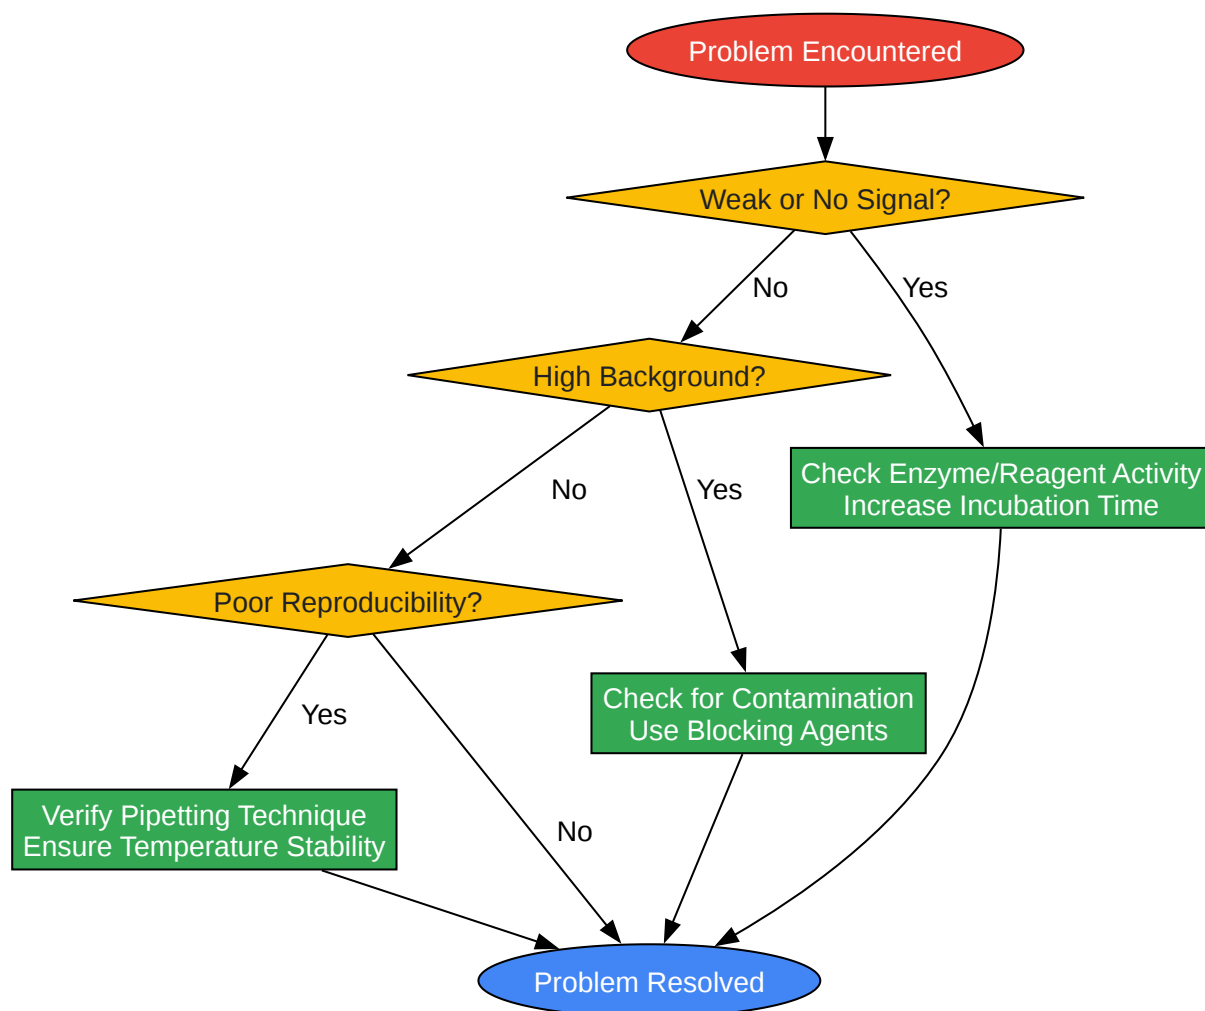 Problem Encountered
Weak or No Signal?
No
Yes
High Background?
Check Enzyme/Reagent Activity
Increase Incubation Time
No
Yes
Poor Reproducibility?
Check for Contamination
Use Blocking Agents
Yes
Verify Pipetting Technique
Ensure Temperature Stability
No
Problem Resolved